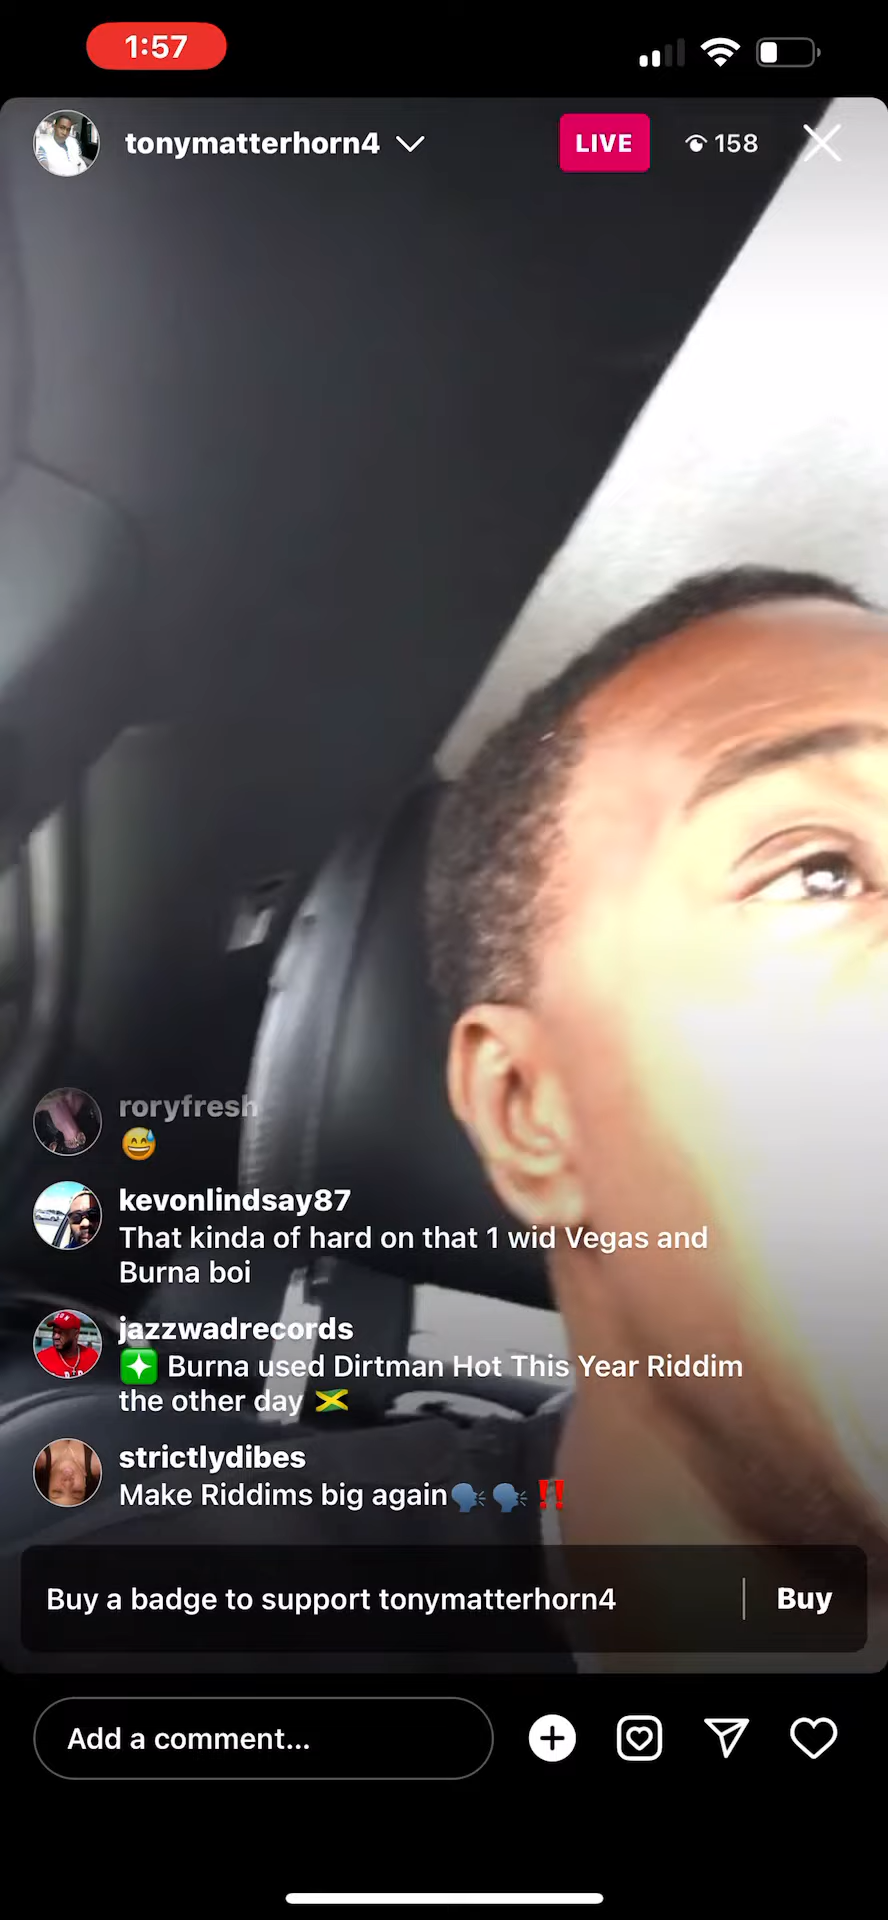 1:57
tonymatterhorn4
LIVE
158
roryfresh
😅
kevonlindsay87
That kinda of hard on that 1 wid Vegas and
Burna boi
jazzwadrecords
❇️ Burna used Dirtman Hot This Year Riddim
the other day 🇯🇲
strictlydibes
Make Riddims big again🗣️🗣️‼️
Buy a badge to support tonymatterhorn4
Buy
Add a comment...